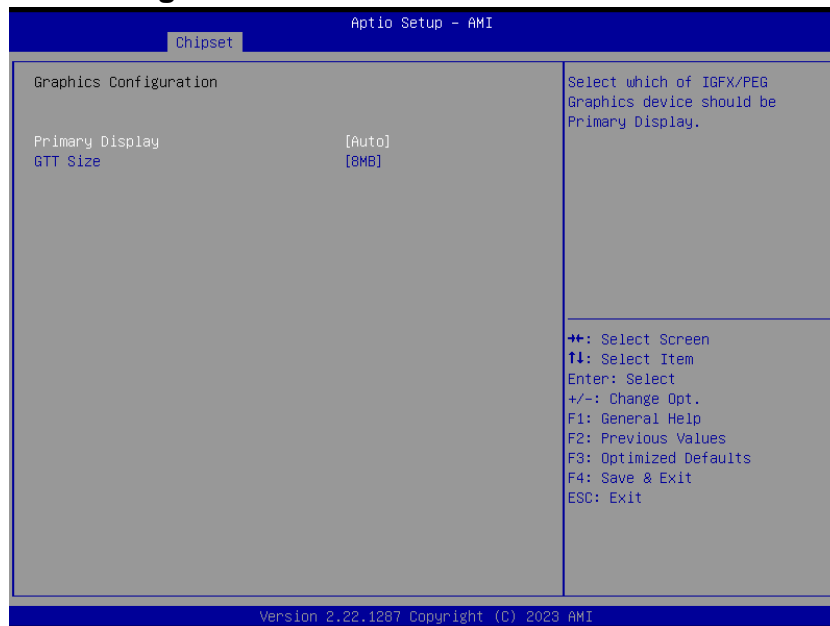 Aptio Setup – AMI
Chipset
Graphics Configuration
Primary Display [Auto]
GTT Size [8MB]
Select which of IGFX/PEG
Graphics device should be
Primary Display.
→←: Select Screen
↑↓: Select Item
Enter: Select
+/-: Change Opt.
F1: General Help
F2: Previous Values
F3: Optimized Defaults
F4: Save & Exit
ESC: Exit
Version 2.22.1287 Copyright (C) 2023 AMI